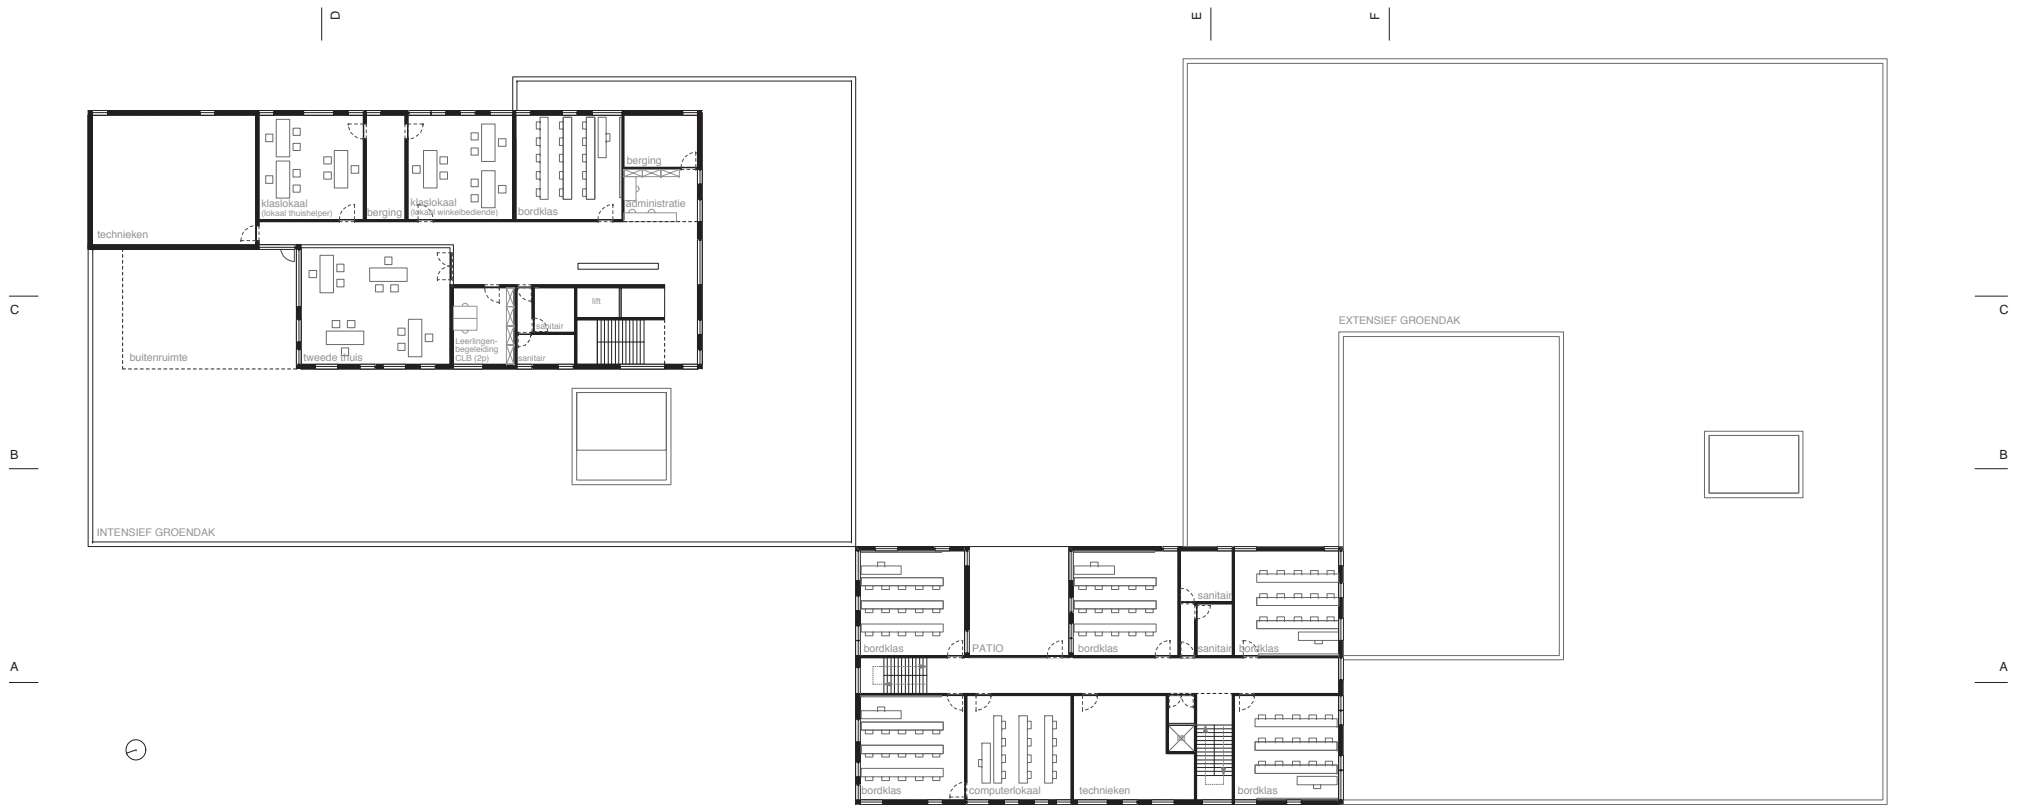 D
E
F
berging
klaslokaal
(lokaal thuishelper)
berging
klaslokaal
(lokaal winkelbediende)
bordklas
administratie
technieken
C
C
lift
EXTENSIEF GROENDAK
sanitair
Leerlingen-
begeleiding
CLB (2p)
buitenruimte
tweede thuis
sanitair
B
B
INTENSIEF GROENDAK
sanitair
bordklas
PATIO
bordklas
sanitair
bordklas
A
A
bordklas
computerlokaal
technieken
bordklas